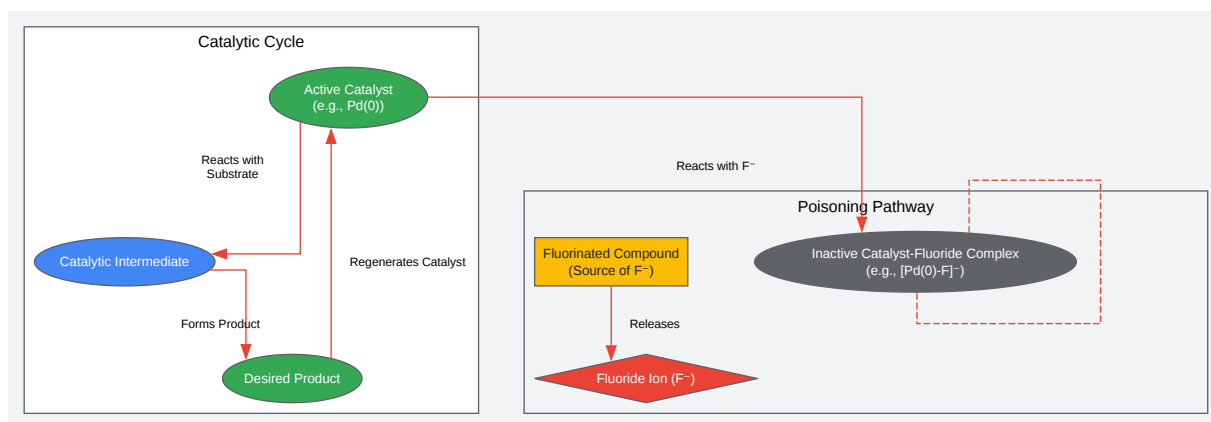 Catalytic Cycle
Active Catalyst
(e.g., Pd(0))
Reacts with
Substrate
Catalytic Intermediate
Regenerates Catalyst
Forms Product
Desired Product
Reacts with F⁻
Poisoning Pathway
Fluorinated Compound
(Source of F⁻)
Inactive Catalyst-Fluoride Complex
(e.g., [Pd(0)-F]⁻)
Releases
Fluoride Ion (F⁻)